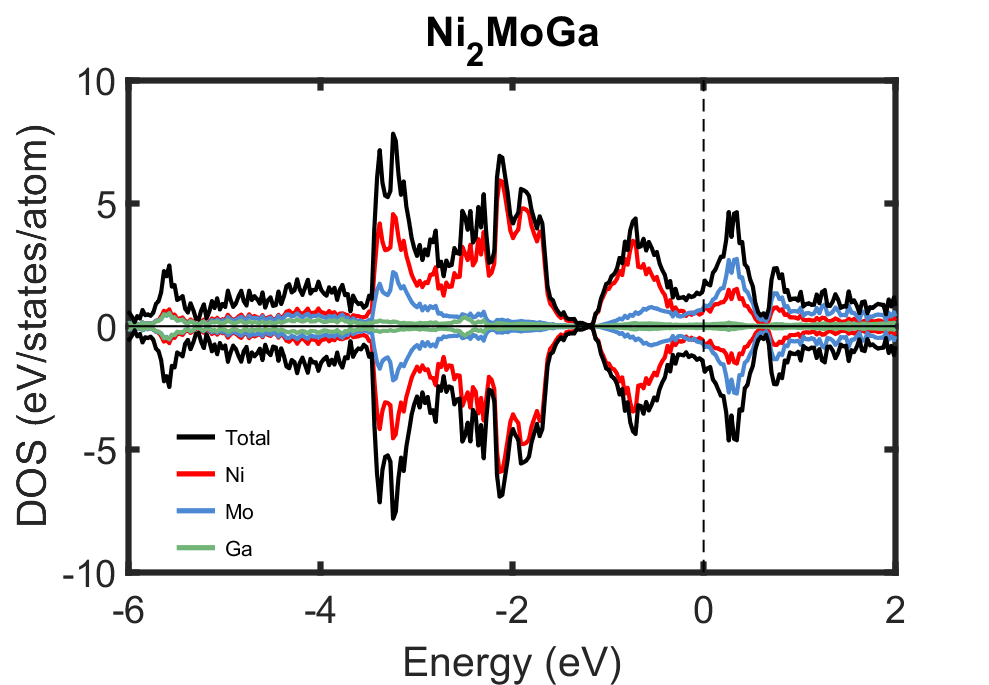 Ni2MoGa
DOS (eV/states/atom)
10
5
0
-5
-10
Total
Ni
Mo
Ga
-6 -4 -2 0 2
Energy (eV)